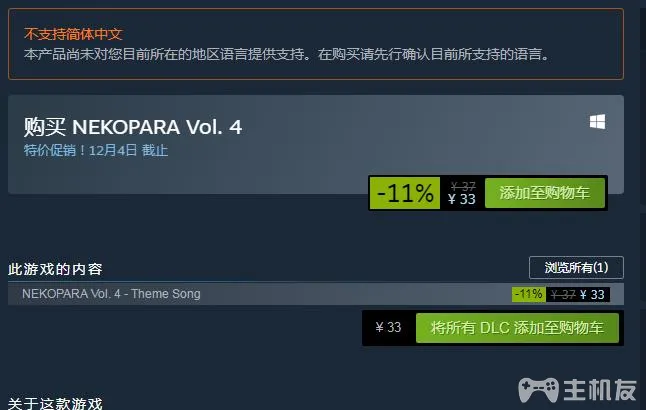 不支持简体中文
本产品尚未对您目前所在的地区语言提供支持。在购买请先行确认目前所支持的语言。
购买 NEKOPARA Vol. 4
特价促销！12月4日 截止
-11% ¥ 37 ¥ 33 添加至购物车
此游戏的内容 浏览所有(1)
NEKOPARA Vol. 4 - Theme Song -11% ¥ 37 ¥ 33
¥ 33 将所有 DLC 添加至购物车
关于这款游戏
主机友